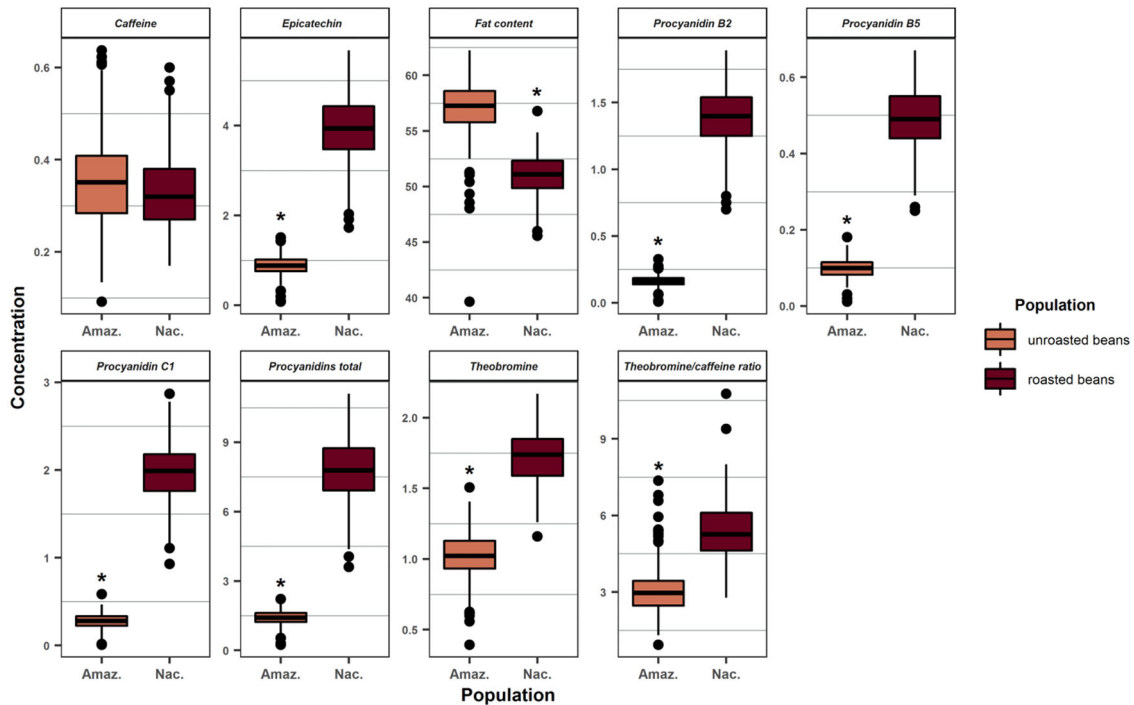 Caffeine
Epicatechin
Fat content
Procyanidin B2
Procyanidin B5
0.6
0.4
0.2
4
2
0
60
55
50
45
40
1.5
1.0
0.5
0.0
0.6
0.4
0.2
0.0
*
*
*
*
Amaz. Nac.
Amaz. Nac.
Amaz. Nac.
Amaz. Nac.
Amaz. Nac.
Concentration
Procyanidin C1
Procyanidins total
Theobromine
Theobromine/caffeine ratio
3
2
1
0
9
6
3
0
2.0
1.5
1.0
0.5
9
6
3
*
*
*
*
Amaz. Nac.
Amaz. Nac.
Amaz. Nac.
Amaz. Nac.
Population
Population
unroasted beans
roasted beans